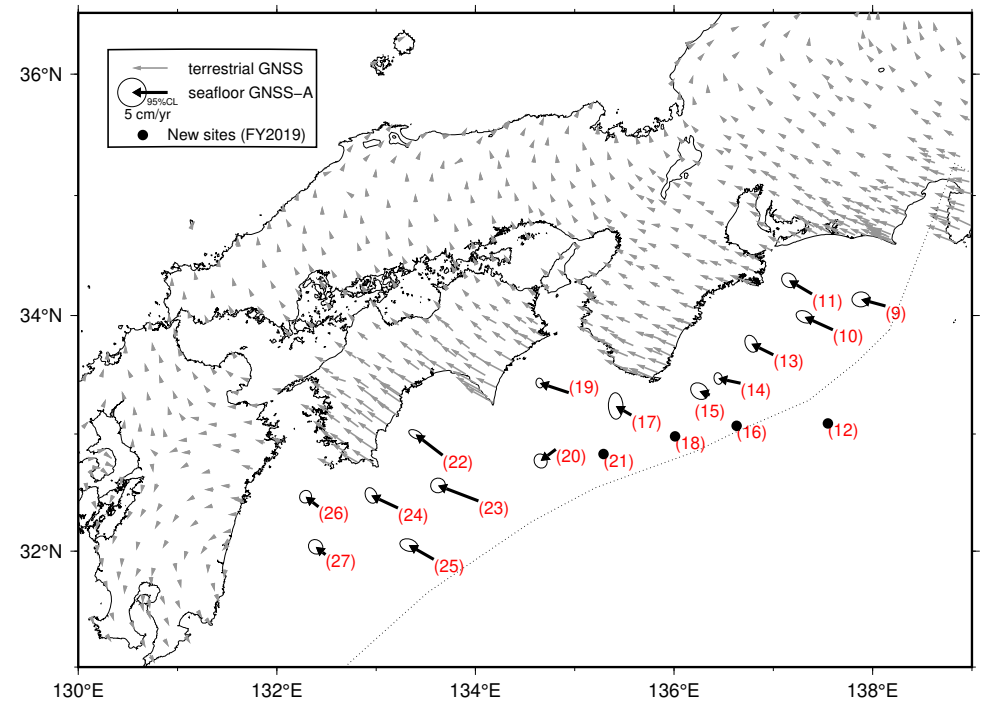 36°N
34°N
32°N
130°E
132°E
134°E
136°E
138°E
terrestrial GNSS
seafloor GNSS−A
95%CL
5 cm/yr
New sites (FY2019)
(11)
(9)
(10)
(13)
(19)
(14)
(15)
(17)
(16)
(12)
(18)
(20)
(21)
(22)
(23)
(24)
(26)
(25)
(27)